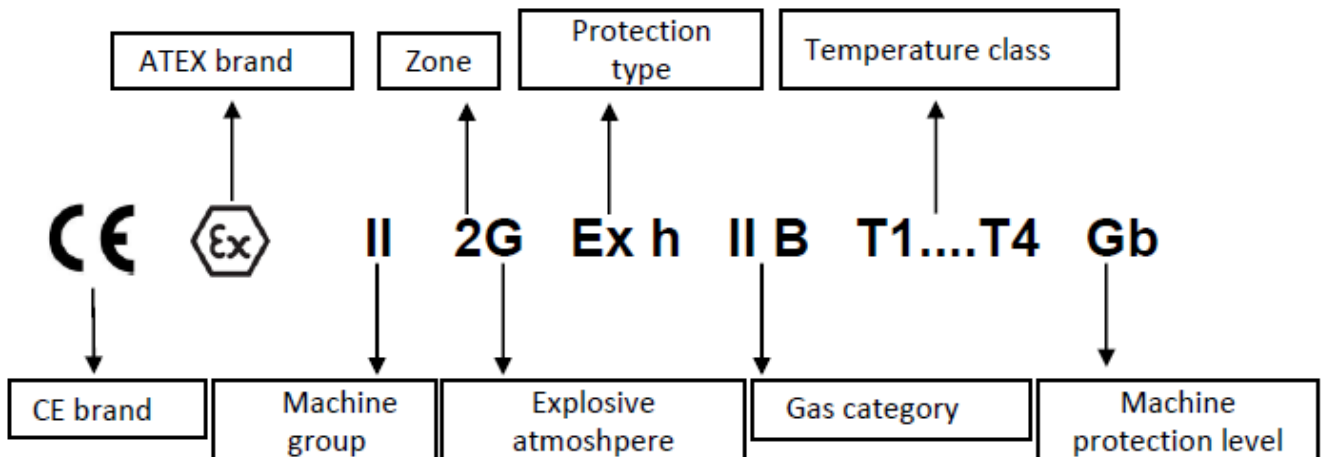 Protection
type
ATEX brand
Zone
Temperature class
CE Ex II 2G Ex h II B T1....T4 Gb
CE brand
Machine
group
Explosive
atmoshpere
Gas category
Machine
protection level